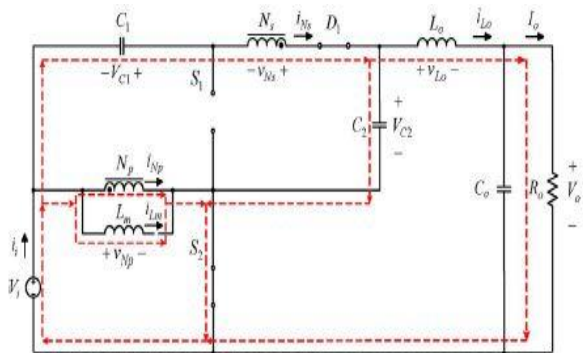 C1
Ns
iNs
D1
Lo
iLo
Io
−VC1 +
S1
−vNs +
+vLo −
C2
+
VC2
−
Np
iNp
Lm
iLm
+vNp −
S2
Co
Ro
+
Vo
−
ii
Vi